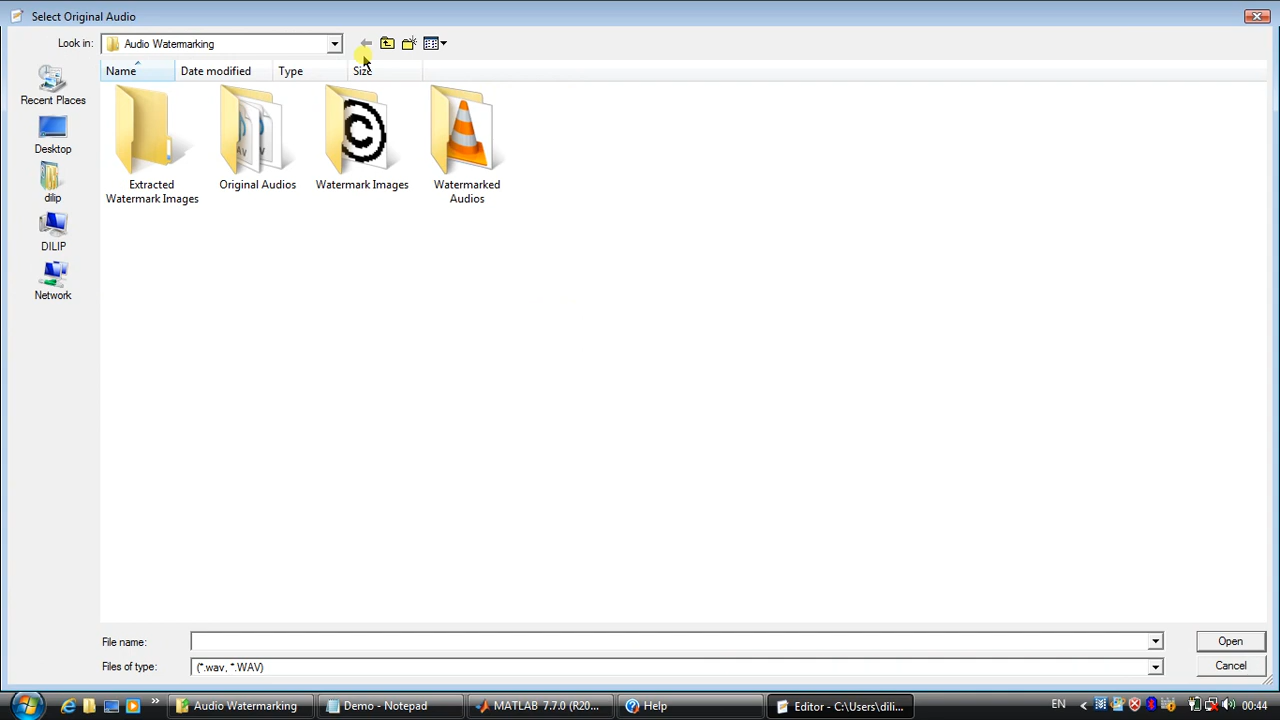 Select Original Audio
Look in:
Audio Watermarking
Name
Date modified
Type
Size
Recent Places
Desktop
dilip
DILIP
Network
Extracted
Watermark Images
Original Audios
Watermark Images
Watermarked
Audios
File name:
Open
Files of type:
(*.wav, *.WAV)
Cancel
Audio Watermarking
Demo - Notepad
MATLAB 7.7.0 (R20...
Help
Editor - C:\Users\dili...
EN
00:44